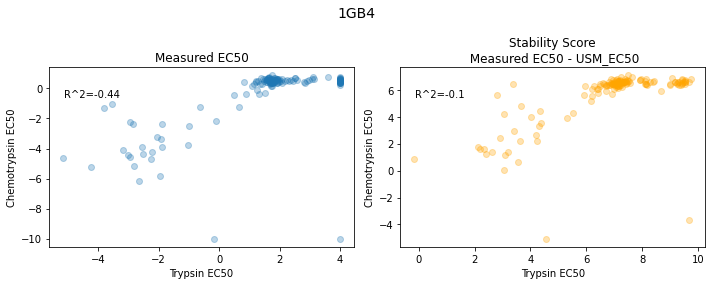 1GB4
Measured EC50
R^2=-0.44
Chemotrypsin EC50
0
−2
−4
−6
−8
−10
−4
−2
0
2
4
Trypsin EC50
Stability Score
Measured EC50 - USM_EC50
R^2=-0.1
Chemotrypsin EC50
6
4
2
0
−2
−4
0
2
4
6
8
10
Trypsin EC50